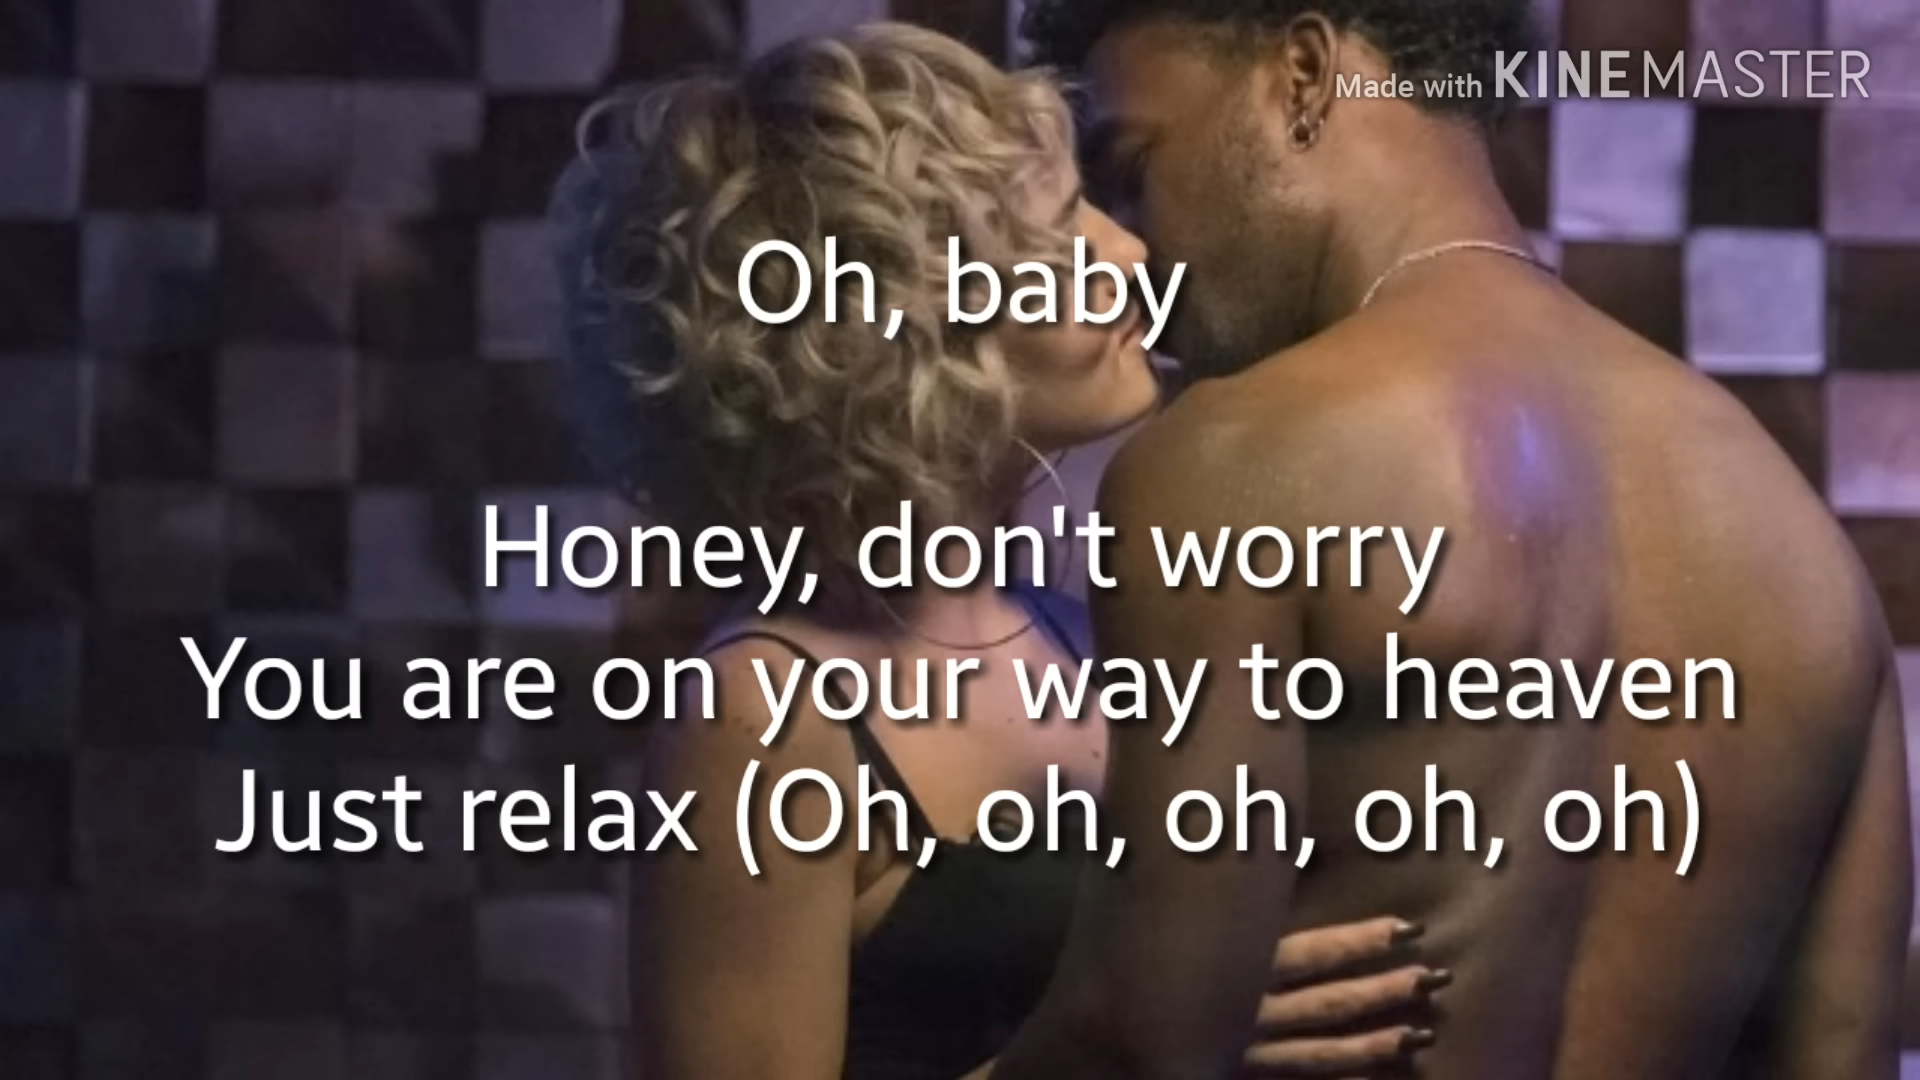 Made with KINEMASTER
Oh, baby
Honey, don't worry
You are on your way to heaven
Just relax (Oh, oh, oh, oh, oh)